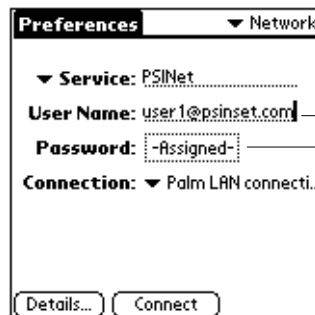 Preferences
Network
Service: PSINet
User Name: user1@psinset.com
Password: -Assigned-
Connection: Palm LAN connecti..
Details... Connect